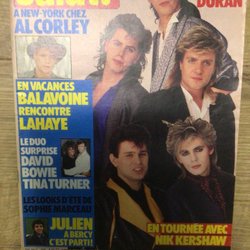 Salut!
DURAN
A NEW-YORK CHEZ
AL CORLEY
EN VACANCES
BALAVOINE
RENCONTRE
LAHAYE
LE DUO
SURPRISE
DAVID
BOWIE
TINA TURNER
LES LOOKS D'ÉTÉ DE
SOPHIE MARCEAU
JULIEN
A BERCY
C'EST PARTI!
EN TOURNÉE AVEC
NIK KERSHAW